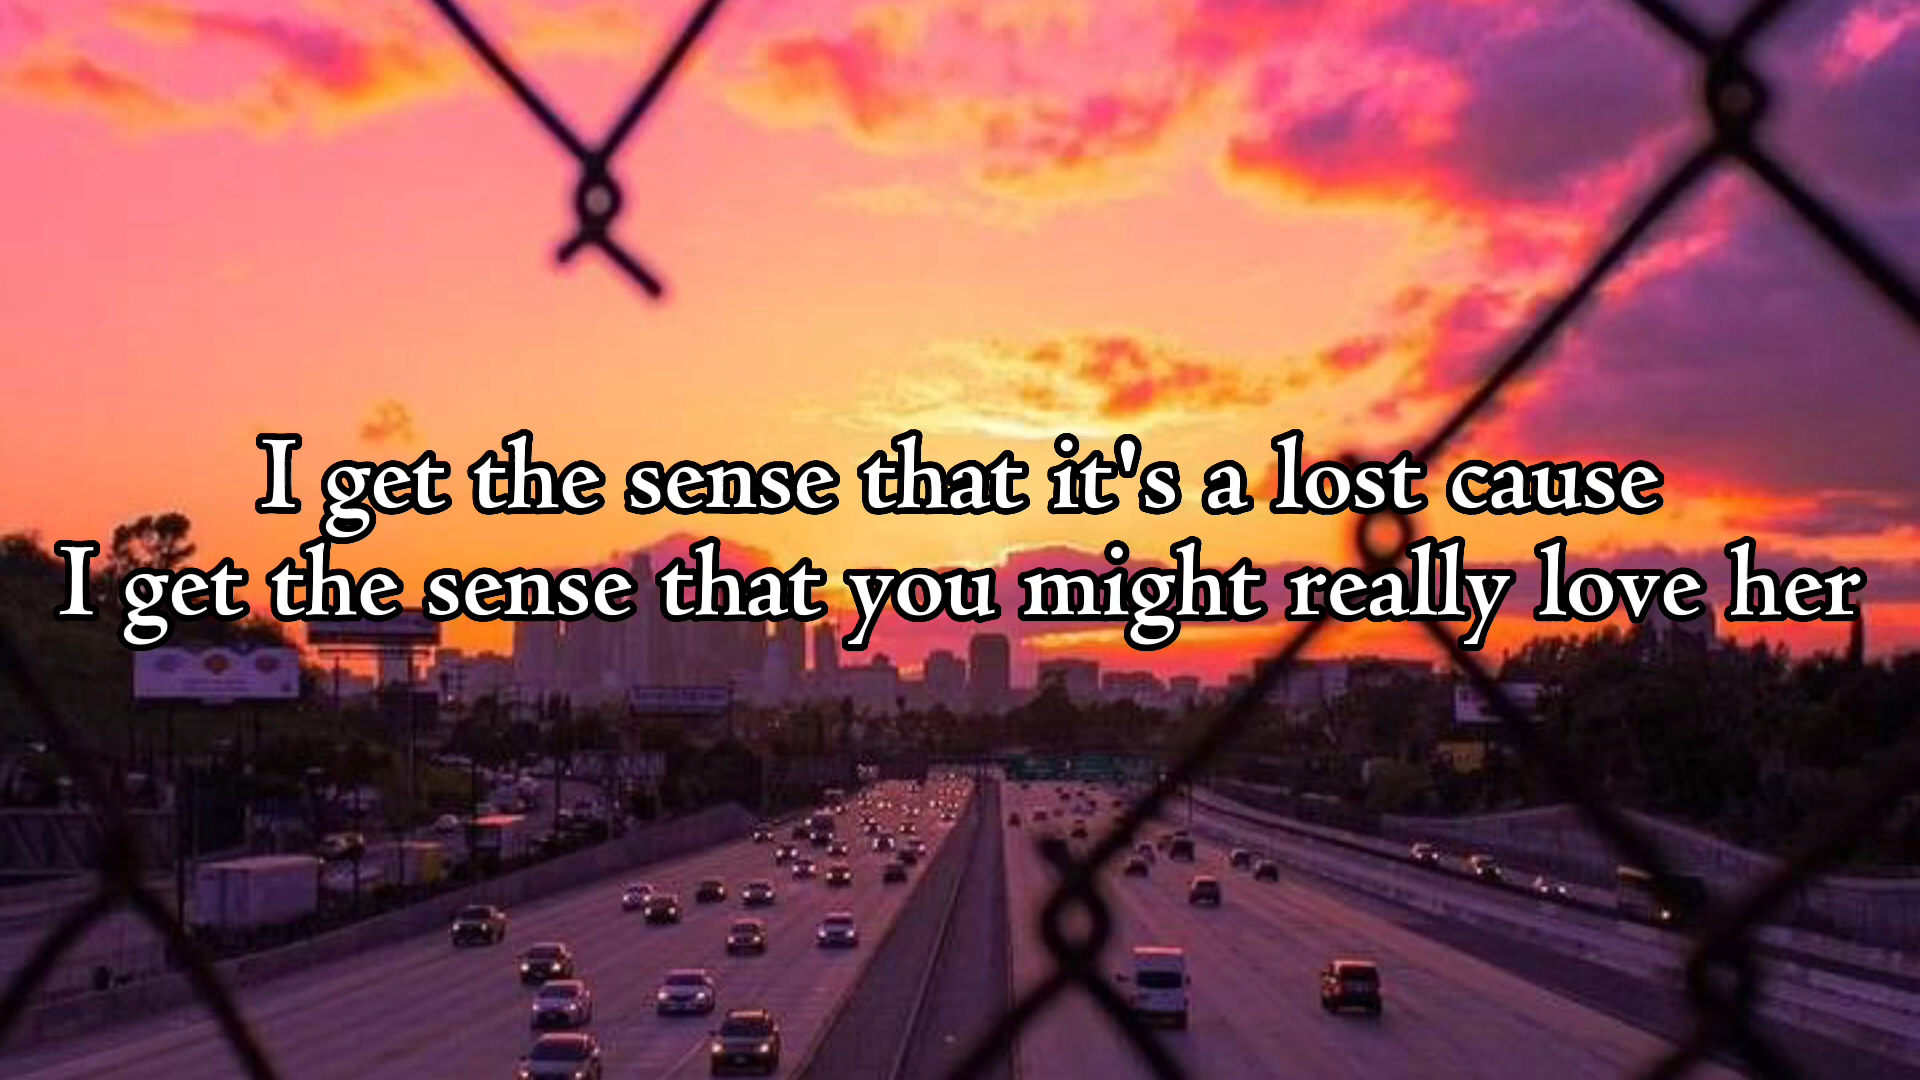 I get the sense that it's a lost cause
I get the sense that you might really love her